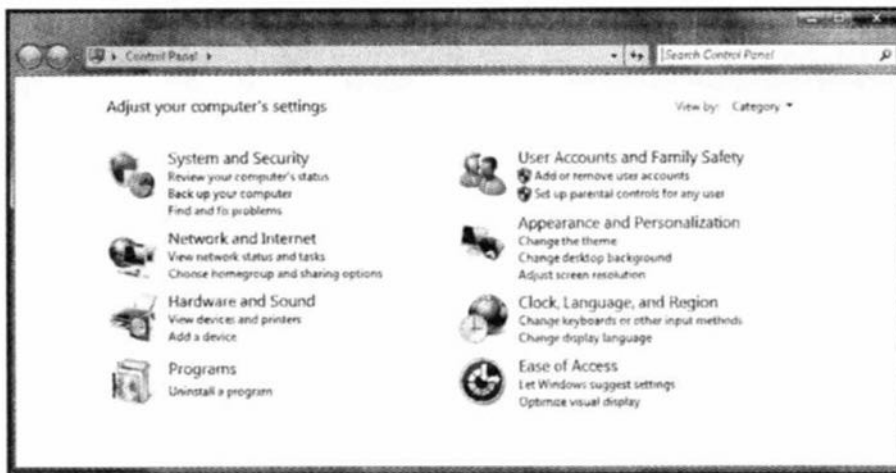 Control Panel
Search Control Panel
Adjust your computer's settings
View by: Category
System and Security
Review your computer's status
Back up your computer
Find and fix problems
Network and Internet
View network status and tasks
Choose homegroup and sharing options
Hardware and Sound
View devices and printers
Add a device
Programs
Uninstall a program
User Accounts and Family Safety
Add or remove user accounts
Set up parental controls for any user
Appearance and Personalization
Change the theme
Change desktop background
Adjust screen resolution
Clock, Language, and Region
Change keyboards or other input methods
Change display language
Ease of Access
Let Windows suggest settings
Optimize visual display